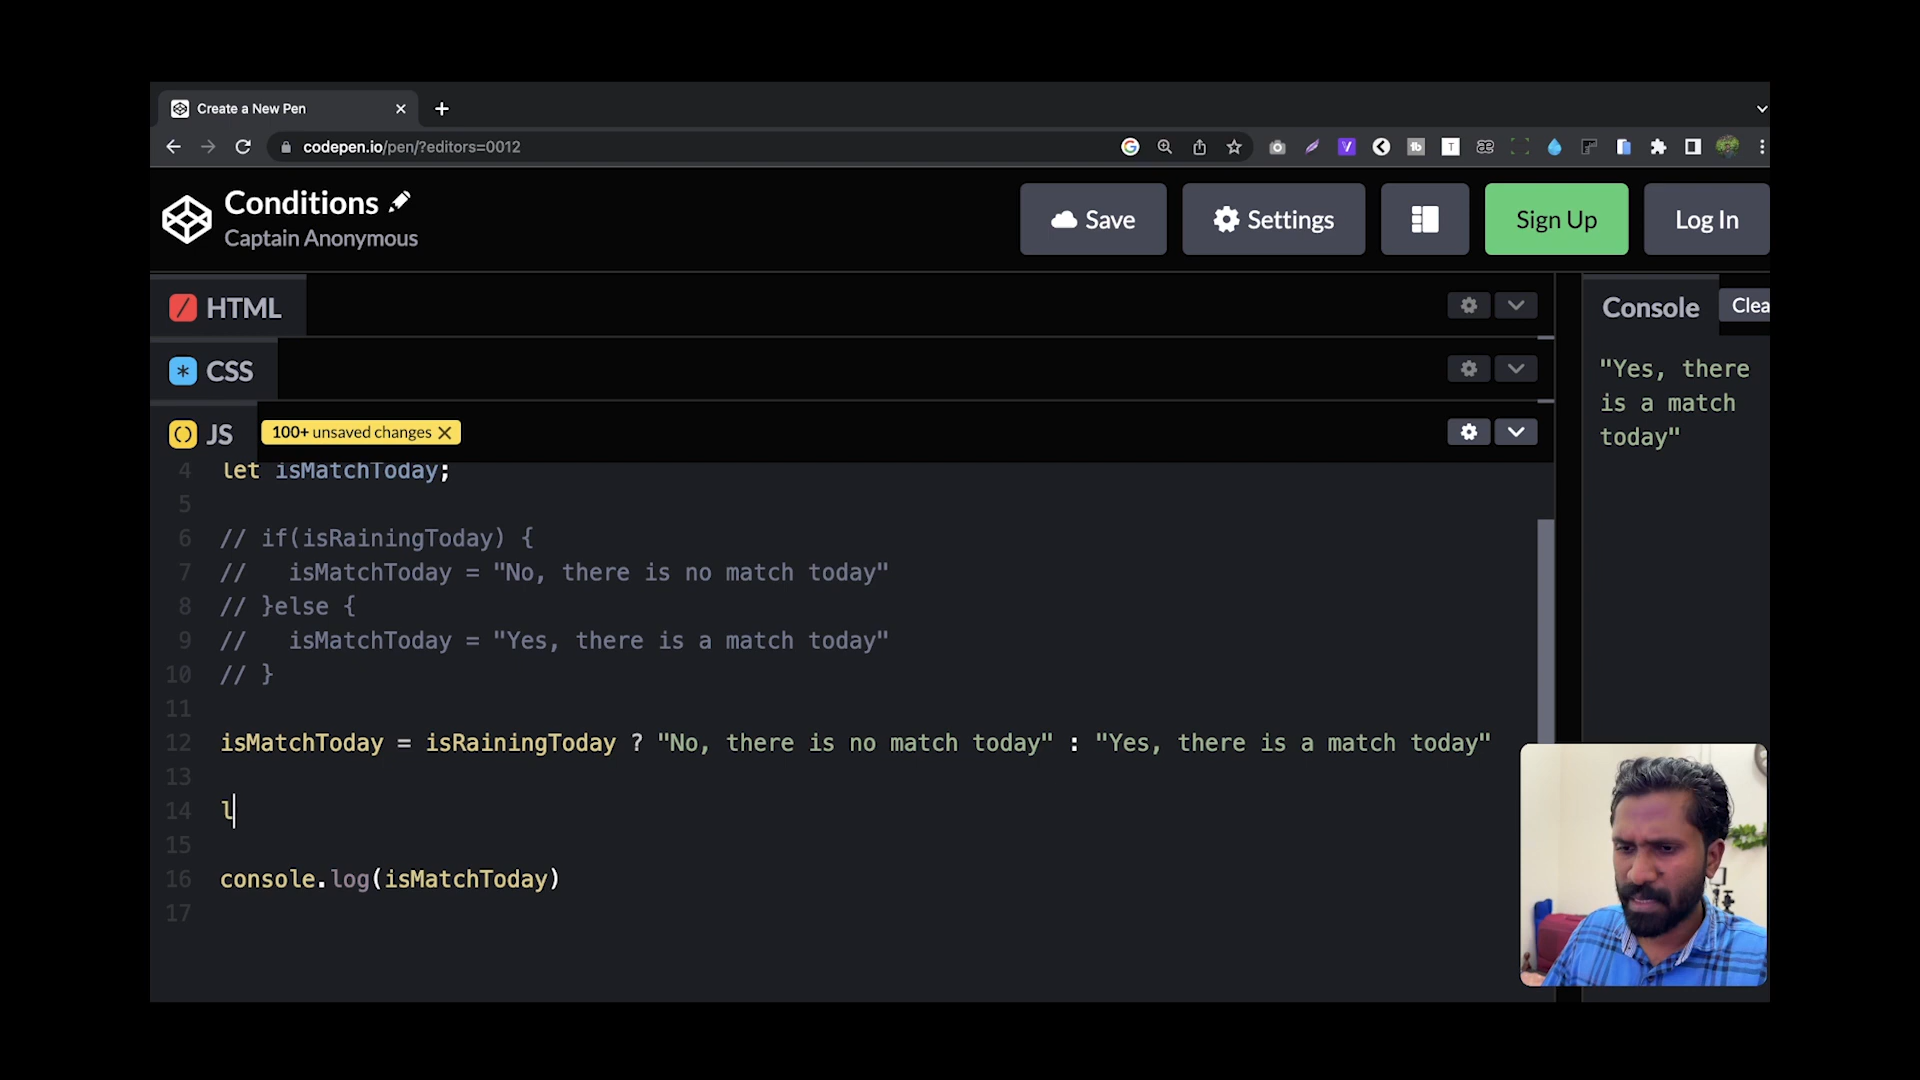 Create a New Pen
codepen.io/pen/?editors=0012
Conditions
Captain Anonymous
Save
Settings
Sign Up
Log In
HTML
CSS
JS
100+ unsaved changes
Console
Clea
"Yes, there
is a match
today"
4 let isMatchToday;
5
6 // if(isRainingToday) {
7 //   isMatchToday = "No, there is no match today"
8 // }else {
9 //   isMatchToday = "Yes, there is a match today"
10 // }
11
12 isMatchToday = isRainingToday ? "No, there is no match today" : "Yes, there is a match today"
13
14 l
15
16 console.log(isMatchToday)
17